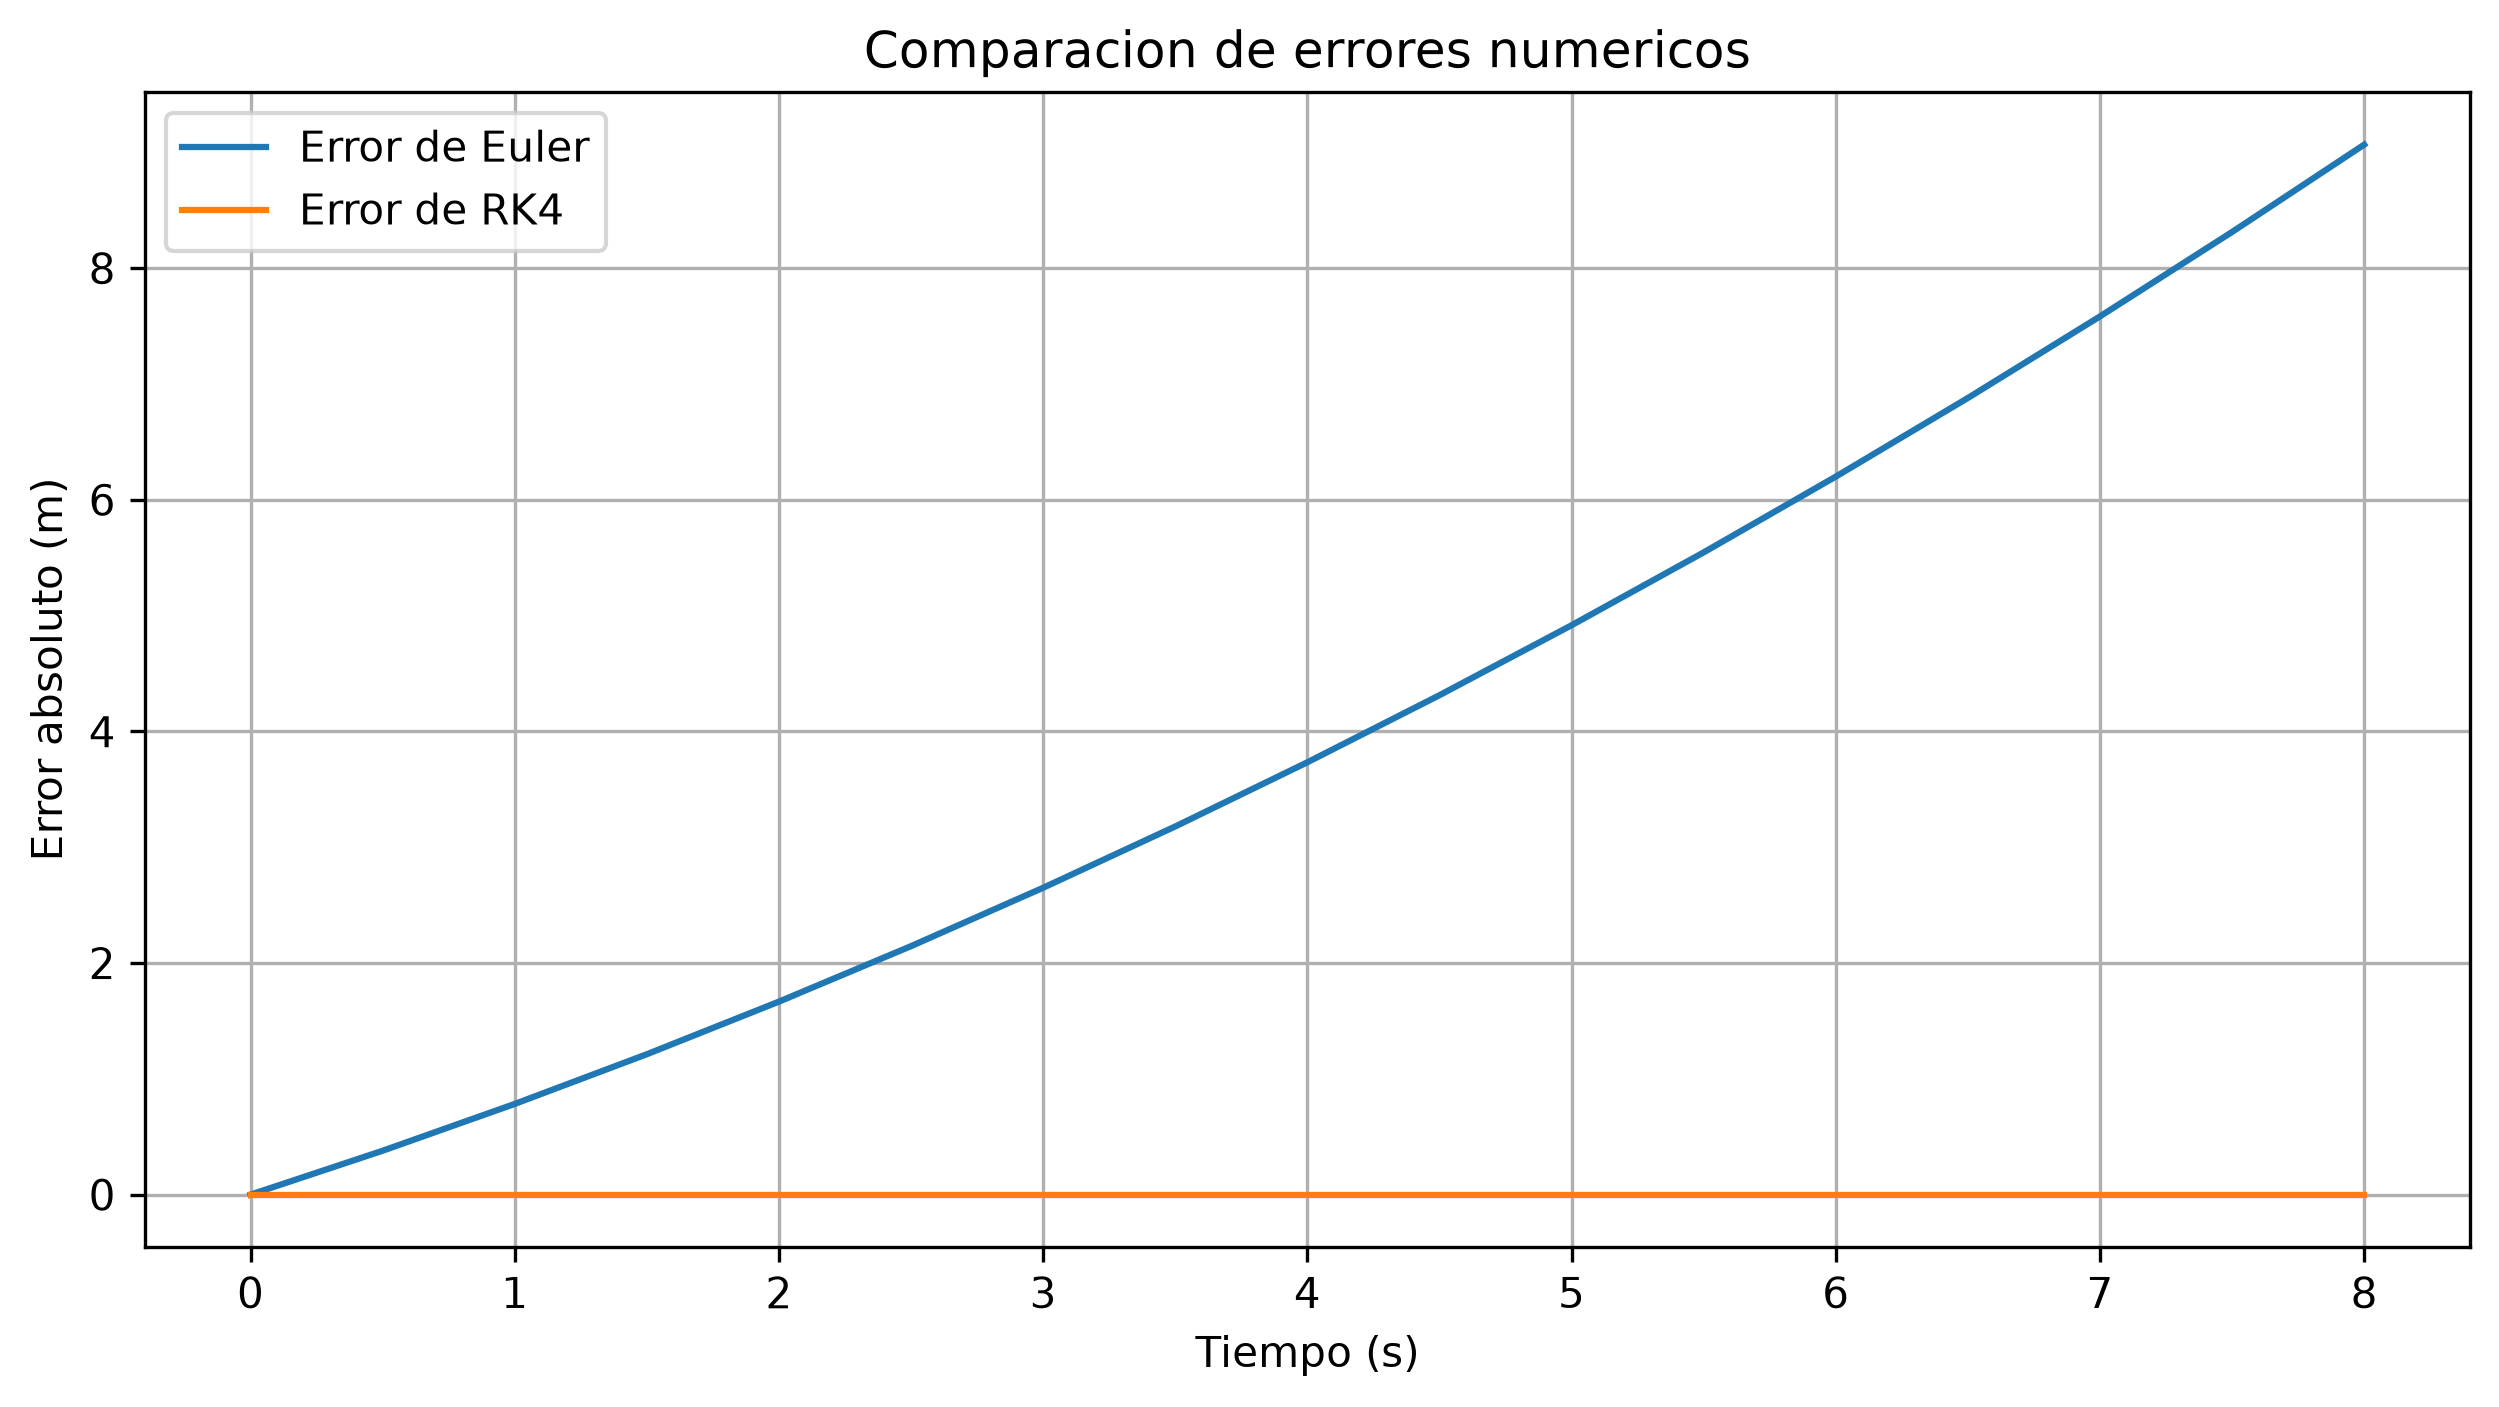 Comparacion de errores numericos
Error de Euler
Error de RK4
8
6
4
2
0
Error absoluto (m)
0 1 2 3 4 5 6 7 8
Tiempo (s)